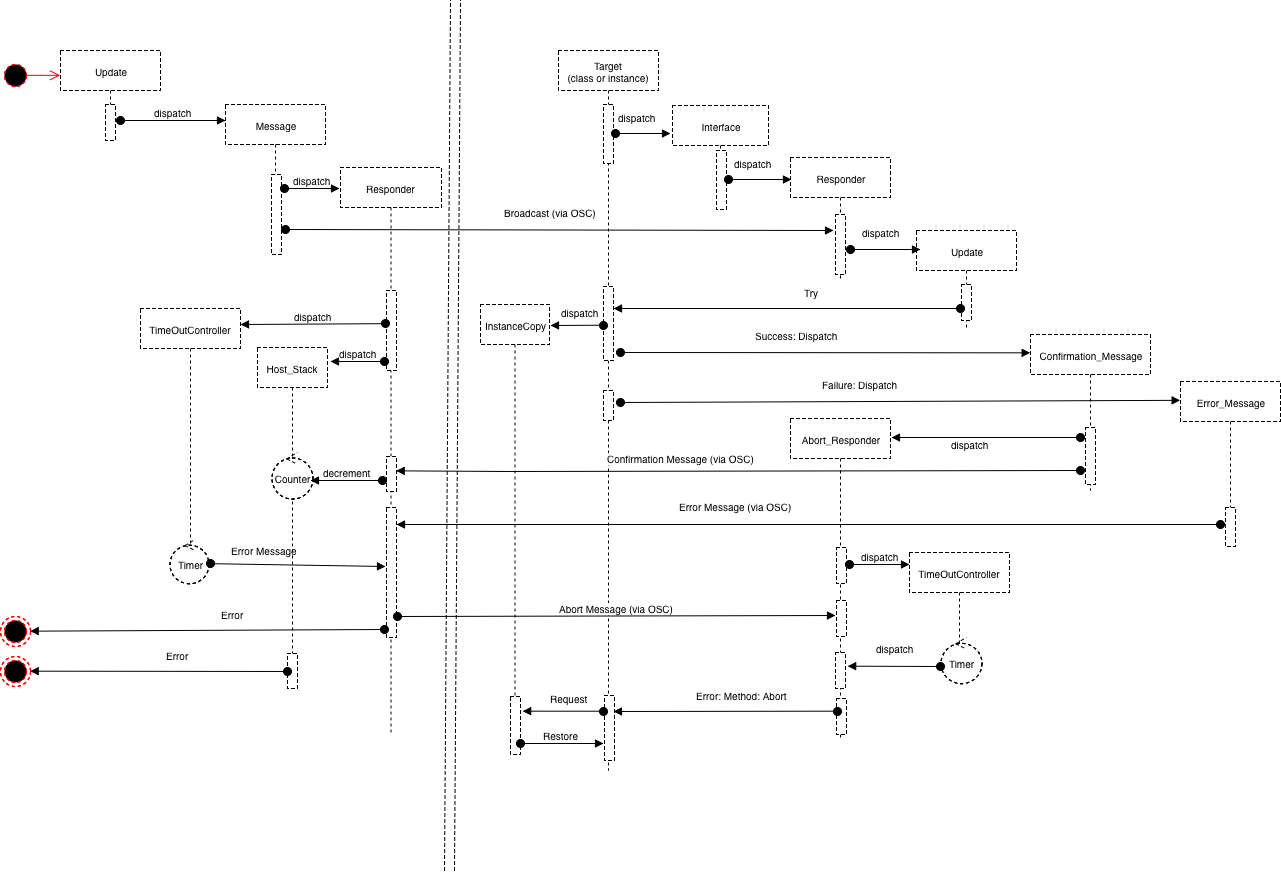 Update
Target
(class or instance)
dispatch
dispatch
Message
Interface
dispatch
dispatch
Responder
Responder
Broadcast (via OSC)
dispatch
Update
Try
dispatch
dispatch
TimeOutController
InstanceCopy
Success: Dispatch
dispatch
Confirmation_Message
Host_Stack
Failure: Dispatch
Error_Message
Abort_Responder
dispatch
Confirmation Message (via OSC)
decrement
Counter
Error Message (via OSC)
Error Message
Timer
dispatch
TimeOutController
Error
Abort Message (via OSC)
Error
dispatch
Timer
Request
Error: Method: Abort
Restore